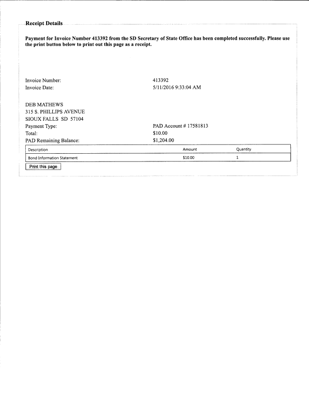 Receipt Details
Payment for Invoice Number 413392 from the SD Secretary of State Office has been completed successfully. Please use
the print button below to print out this page as a receipt.
Invoice Number: 413392
Invoice Date: 5/11/2016 9:33:04 AM
DEB MATHEWS
315 S. PHILLIPS AVENUE
SIOUX FALLS SD 57104
Payment Type: PAD Account # 17581813
Total: $10.00
PAD Remaining Balance: $1,204.00
Description Amount Quantity
Bond Information Statement $10.00 1
Print this page